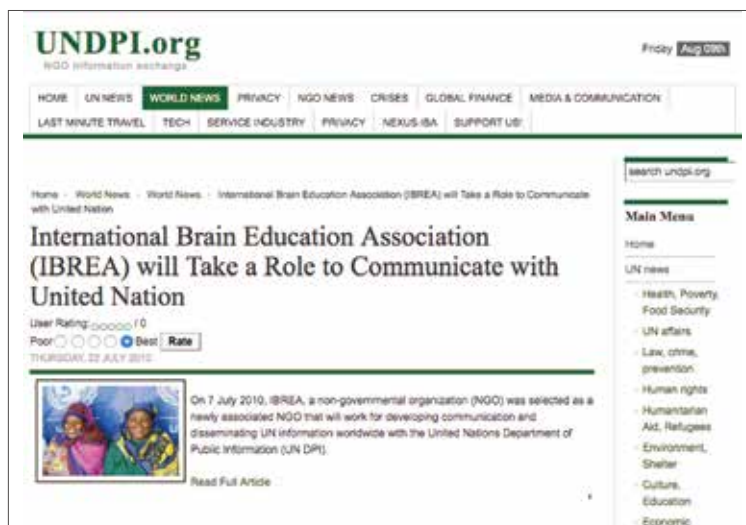 UNDPI.org
NGO information exchange
Friday Aug 09th
HOME UN NEWS WORLD NEWS PRIVACY NGO NEWS CRISES GLOBAL FINANCE MEDIA & COMMUNICATION
LAST MINUTE TRAVEL TECH SERVICE INDUSTRY PRIVACY NEXUS-IBA SUPPORT US!
search undpi.org
Home - World News - World News - International Brain Education Association (IBREA) will Take a Role to Communicate
with United Nation
International Brain Education Association
(IBREA) will Take a Role to Communicate with
United Nation
User Rating: / 0
Poor Best Rate
THURSDAY, 22 JULY 2010
On 7 July 2010, IBREA, a non-governmental organization (NGO) was selected as a
newly associated NGO that will work for developing communication and
disseminating UN information worldwide with the United Nations Department of
Public Information (UN DPI).
Read Full Article
Main Menu
Home
UN news
Health, Poverty,
Food Security
UN affairs
Law, crime,
prevention
Human rights
Humanitarian
Aid, Refugees
Environment,
Shelter
Culture,
Education
Economic